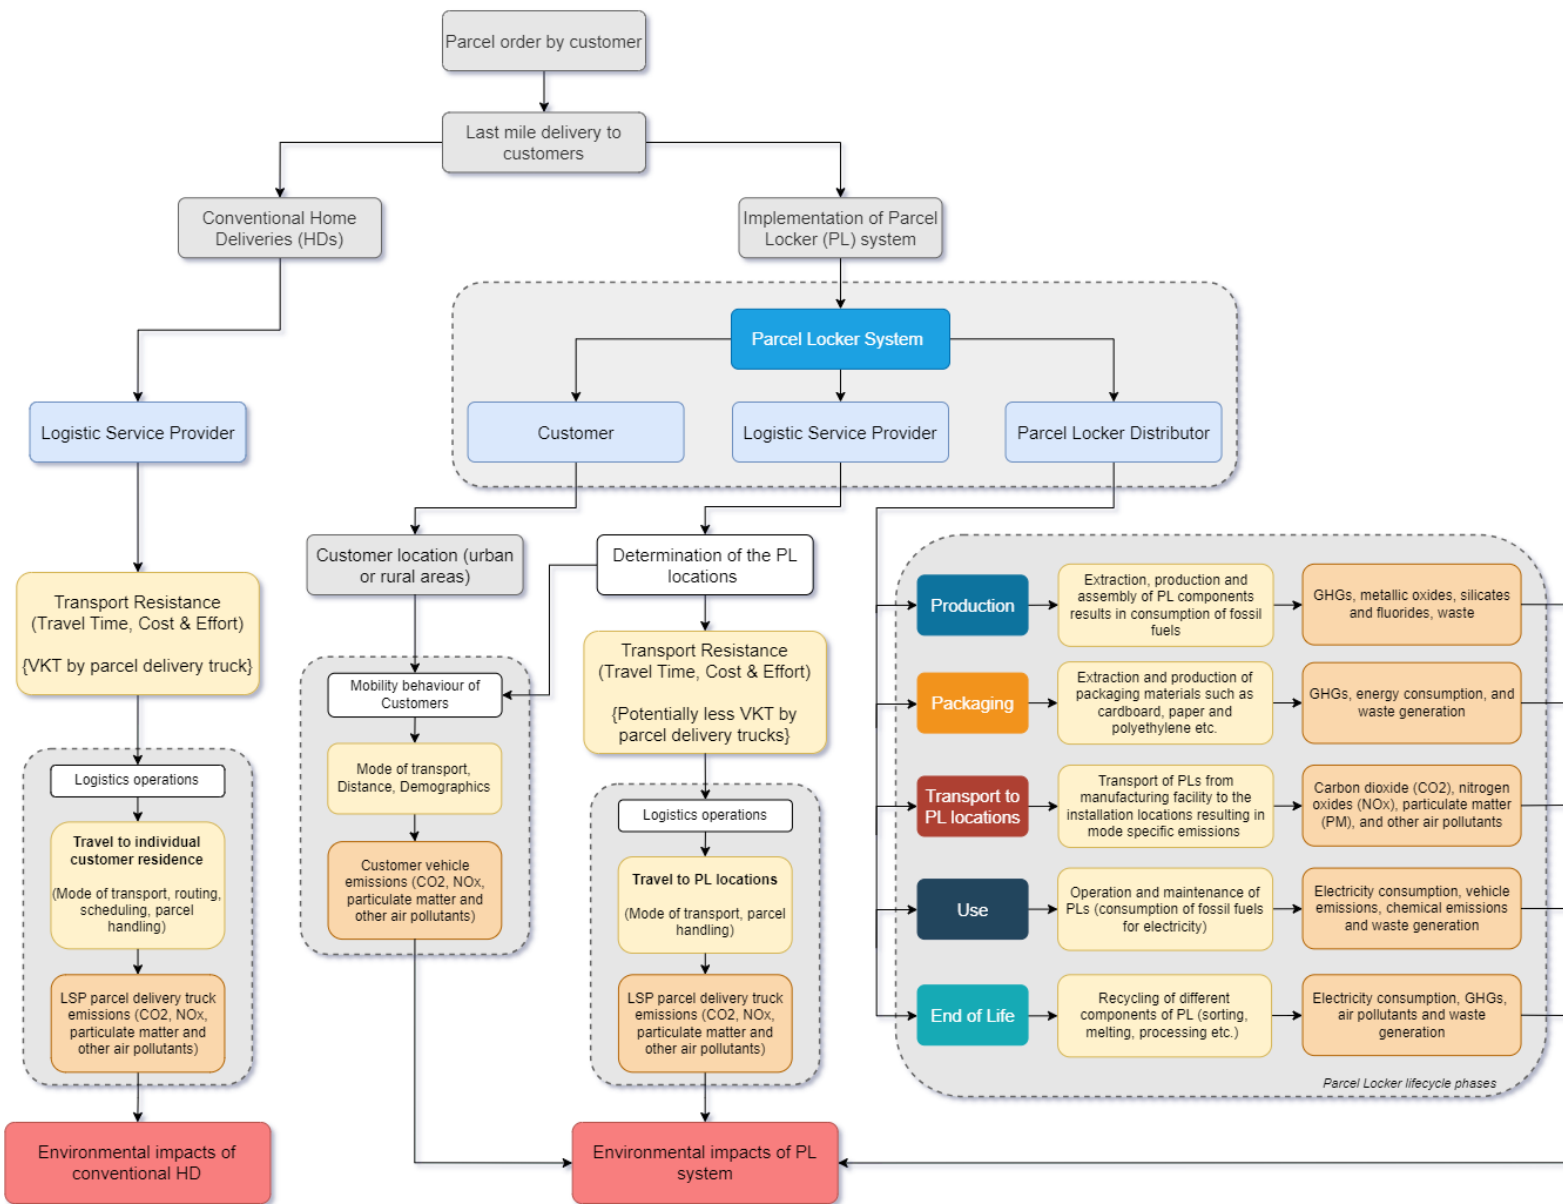 Parcel order by customer
Last mile delivery to
customers
Conventional Home
Deliveries (HDs)
Implementation of Parcel
Locker (PL) system
Parcel Locker System
Logistic Service Provider
Customer
Logistic Service Provider
Parcel Locker Distributor
Transport Resistance
(Travel Time, Cost & Effort)
{VKT by parcel delivery truck}
Logistics operations
Travel to individual
customer residence
(Mode of transport, routing,
scheduling, parcel
handling)
LSP parcel delivery truck
emissions (CO2, NOx,
particulate matter and
other air pollutants)
Environmental impacts of
conventional HD
Customer location (urban
or rural areas)
Mobility behaviour of
Customers
Mode of transport,
Distance, Demographics
Customer vehicle
emissions (CO2, NOx,
particulate matter and
other air pollutants)
Determination of the PL
locations
Transport Resistance
(Travel Time, Cost & Effort)
{Potentially less VKT by
parcel delivery trucks}
Logistics operations
Travel to PL locations
(Mode of transport, parcel
handling)
LSP parcel delivery truck
emissions (CO2, NOx,
particulate matter and
other air pollutants)
Environmental impacts of PL
system
Production
Extraction, production and
assembly of PL components
results in consumption of fossil
fuels
GHGs, metallic oxides, silicates
and fluorides, waste
Packaging
Extraction and production of
packaging materials such as
cardboard, paper and
polyethylene etc.
GHGs, energy consumption, and
waste generation
Transport to
PL locations
Transport of PLs from
manufacturing facility to the
installation locations resulting in
mode specific emissions
Carbon dioxide (CO2), nitrogen
oxides (NOx), particulate matter
(PM), and other air pollutants
Use
Operation and maintenance of
PLs (consumption of fossil fuels
for electricity)
Electricity consumption, vehicle
emissions, chemical emissions
and waste generation
End of Life
Recycling of different
components of PL (sorting,
melting, processing etc.)
Electricity consumption, GHGs,
air pollutants and waste
generation
Parcel Locker lifecycle phases